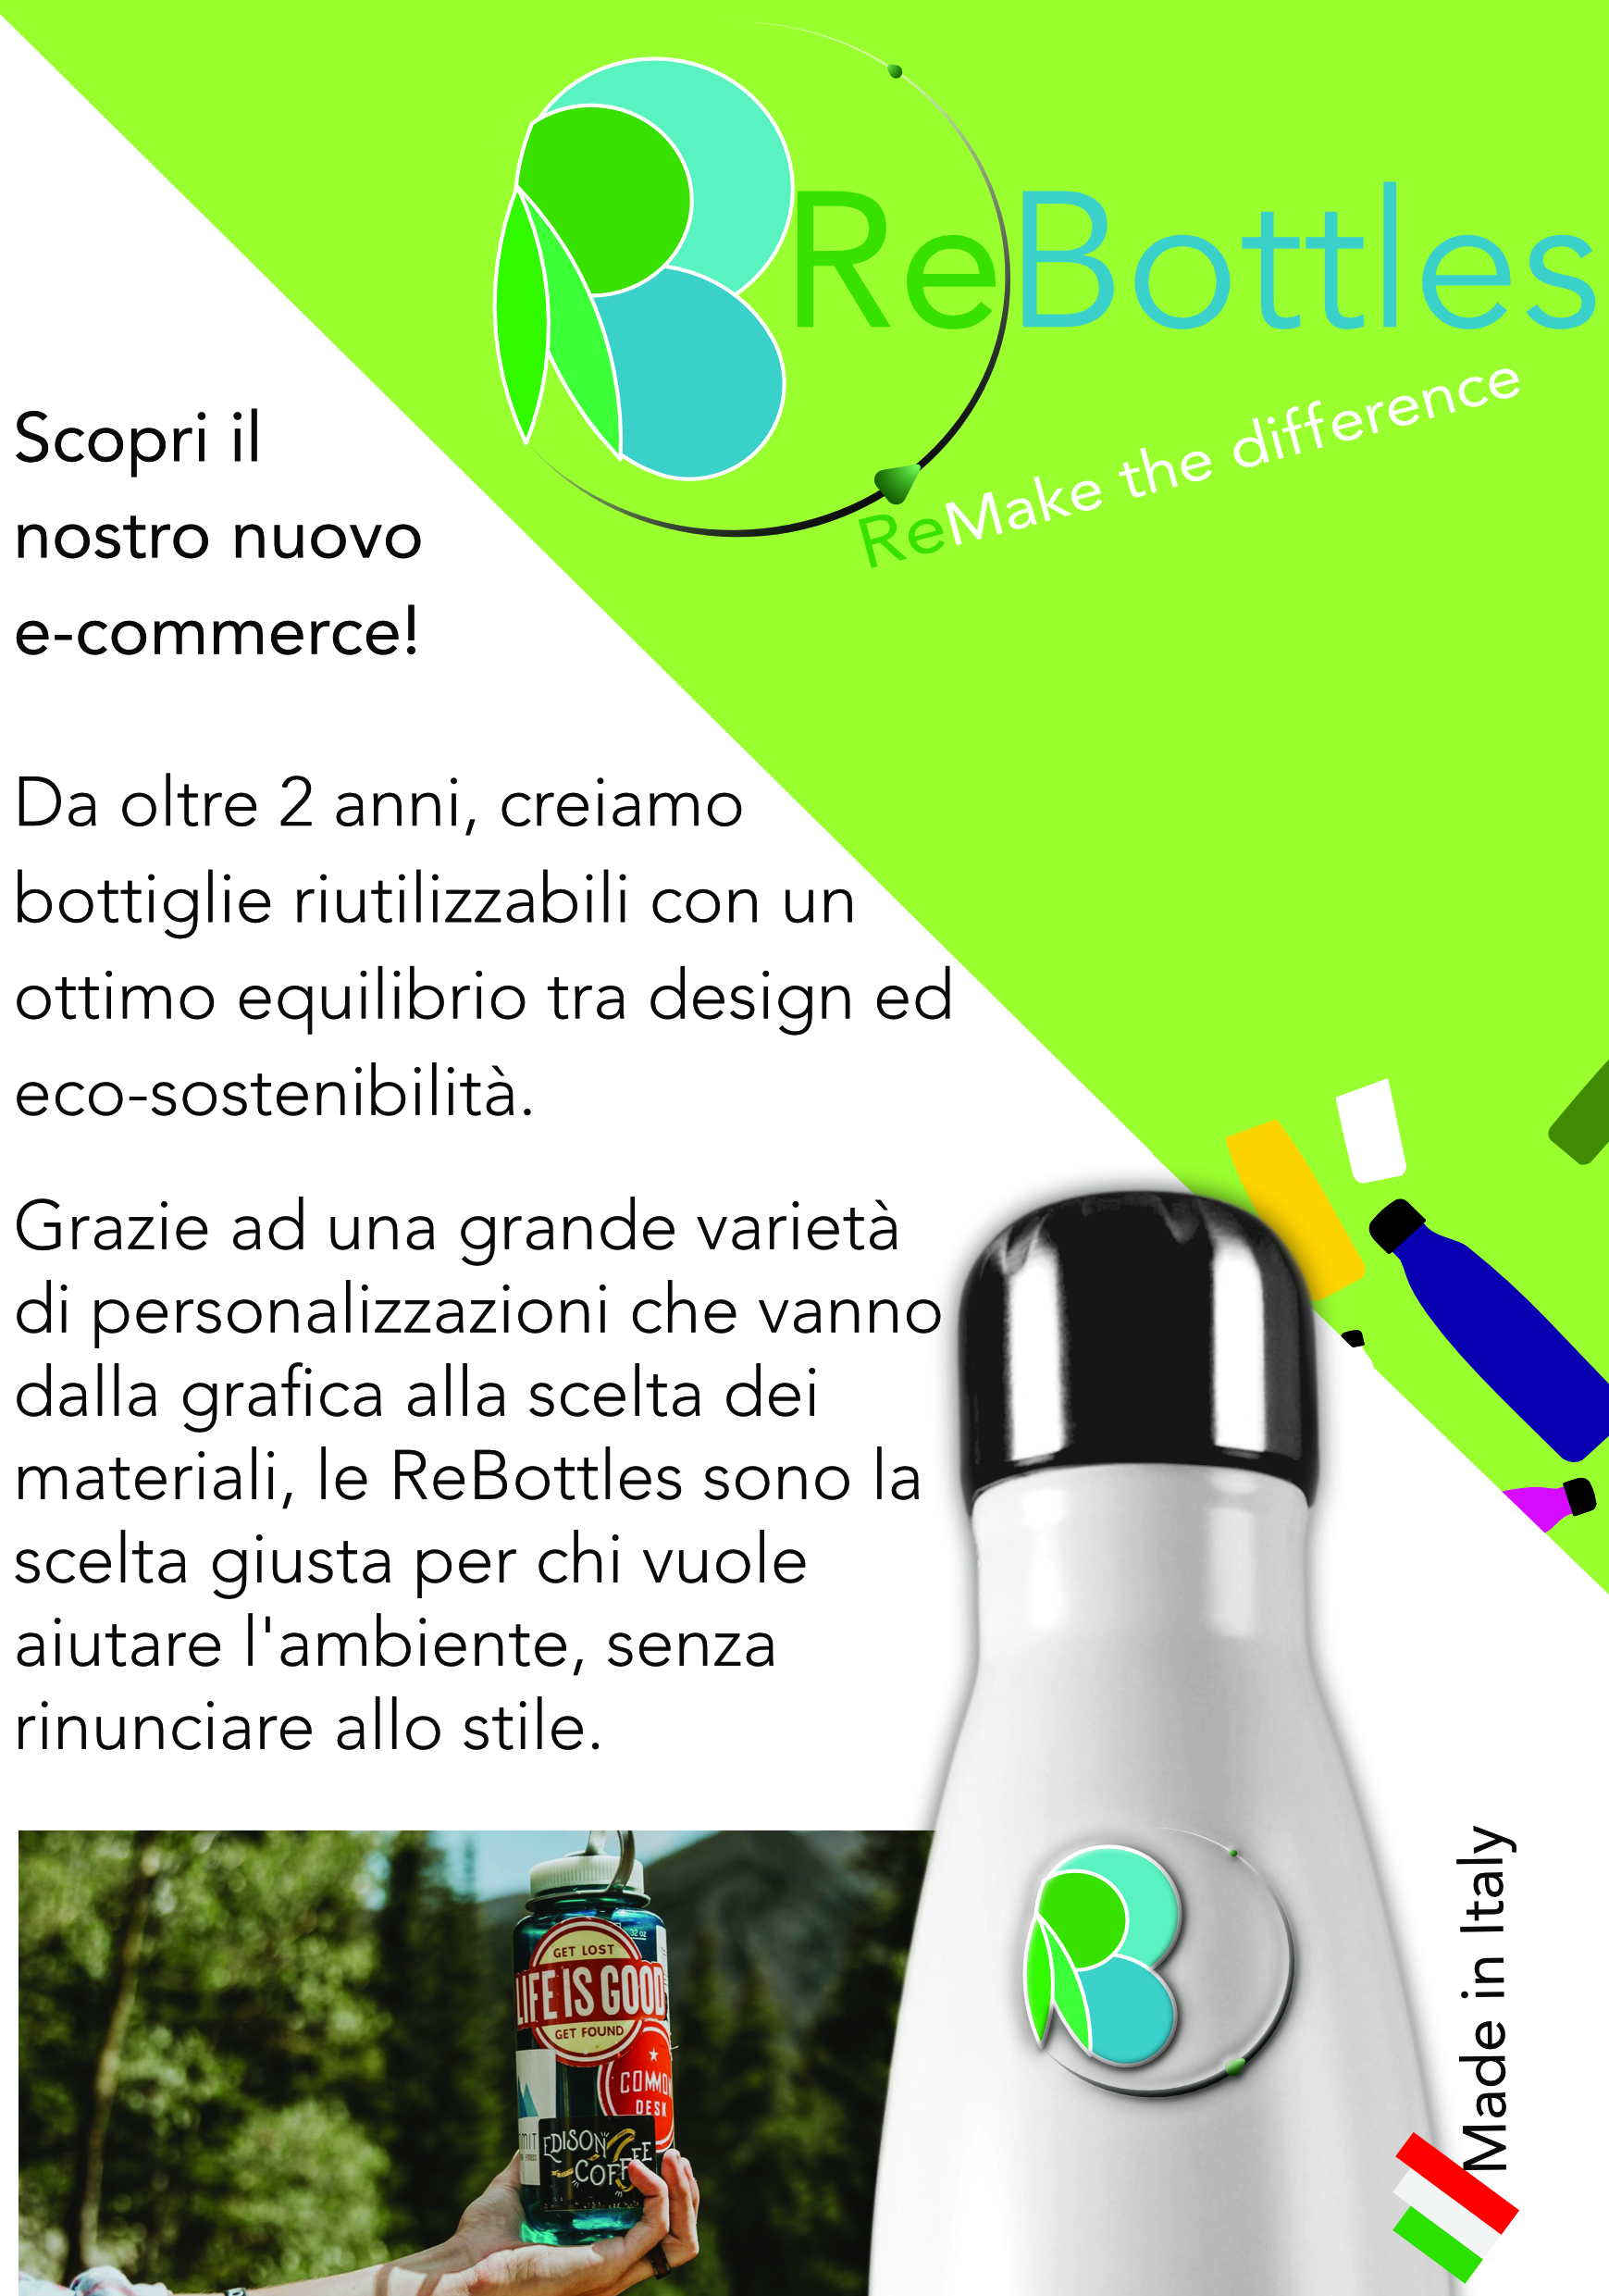 ReBottles
ReMake the difference
Scopri il
nostro nuovo
e-commerce!
Da oltre 2 anni, creiamo
bottiglie riutilizzabili con un
ottimo equilibrio tra design ed
eco-sostenibilità.
Grazie ad una grande varietà
di personalizzazioni che vanno
dalla grafica alla scelta dei
materiali, le ReBottles sono la
scelta giusta per chi vuole
aiutare l'ambiente, senza
rinunciare allo stile.
32 oz
GET LOST
LIFE IS GOOD
GET FOUND
COMMO
DESK
EDISON
COFFEE
Made in Italy